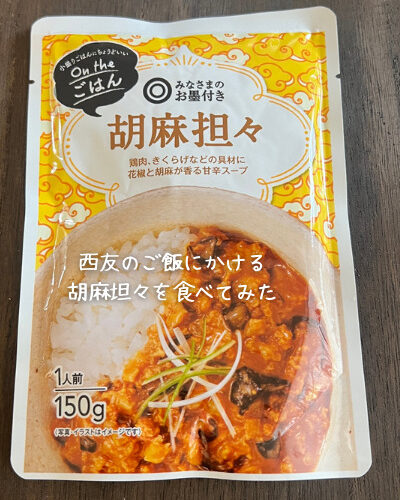 小盛りごはんにちょうどいい
On the
ごはん
みなさまの
お墨付き
胡麻担々
鶏肉、きくらげなどの具材に
花椒と胡麻が香る甘辛スープ
西友のご飯にかける
胡麻担々を食べてみた
1人前
150g
(写真・イラストはイメージです)